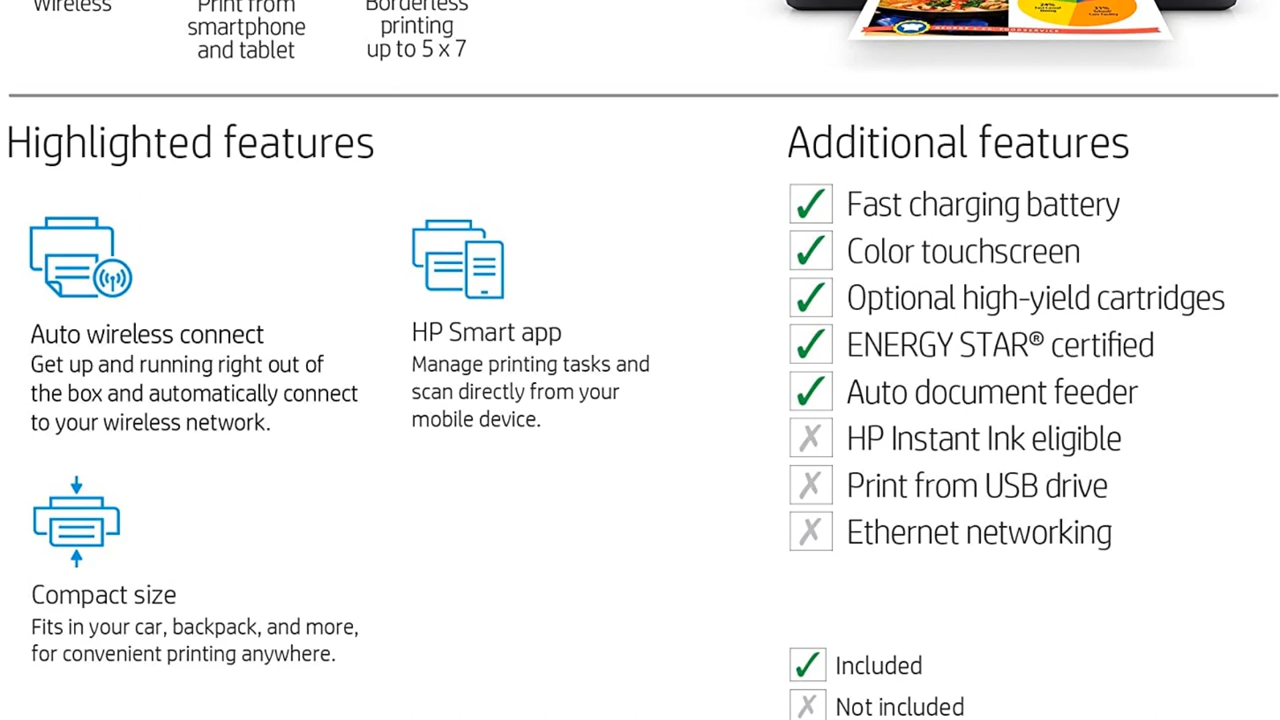 Wireless
Print from
smartphone
and tablet
Borderless
printing
up to 5 x 7
Highlighted features
Auto wireless connect
Get up and running right out of
the box and automatically connect
to your wireless network.
HP Smart app
Manage printing tasks and
scan directly from your
mobile device.
Compact size
Fits in your car, backpack, and more,
for convenient printing anywhere.
Additional features
✓ Fast charging battery
✓ Color touchscreen
✓ Optional high-yield cartridges
✓ ENERGY STAR® certified
✓ Auto document feeder
✗ HP Instant Ink eligible
✗ Print from USB drive
✗ Ethernet networking
✓ Included
✗ Not included